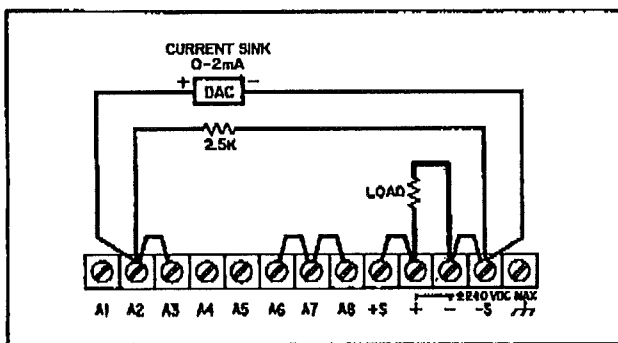 CURRENT SINK
0-2mA
+ DAC -
2.5K
LOAD
A1 A2 A3 A4 A5 A6 A7 A8 +S + - -S
±240 VDC MAX